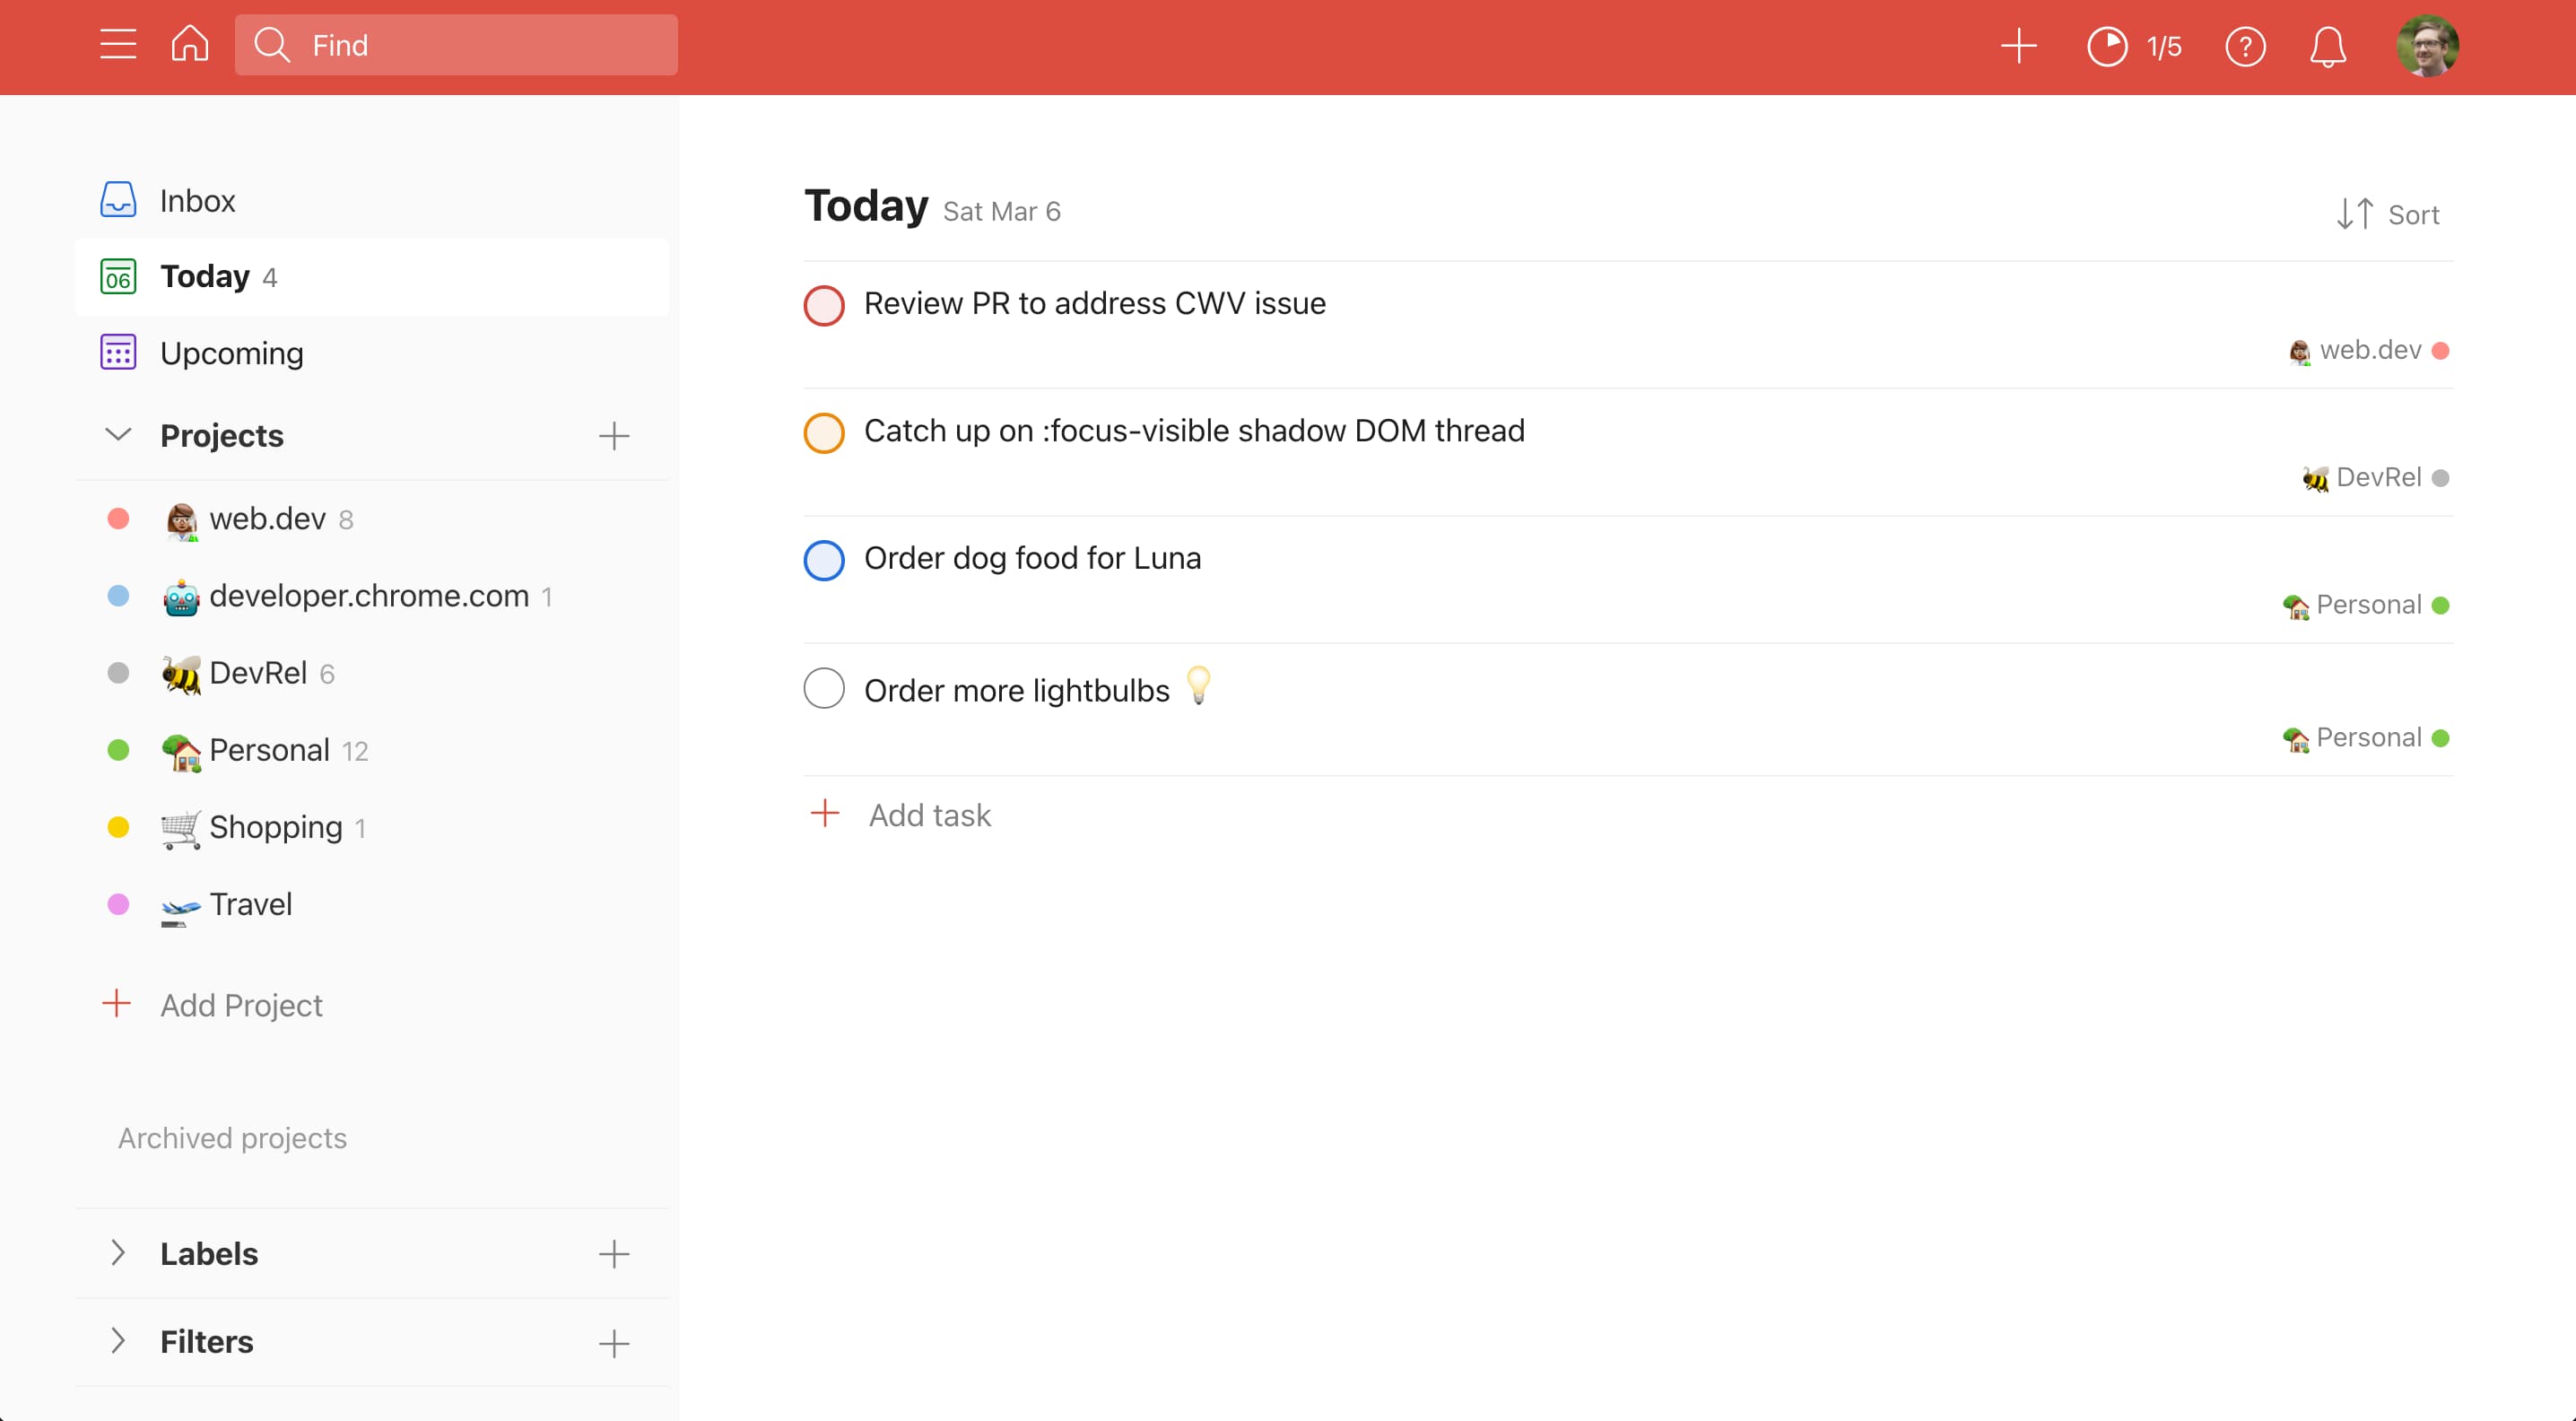 Find
1/5
Inbox
06
Today 4
Upcoming
Projects
web.dev 8
developer.chrome.com 1
DevRel 6
Personal 12
Shopping 1
Travel
Add Project
Archived projects
Labels
Filters
Today Sat Mar 6
Sort
Review PR to address CWV issue
web.dev
Catch up on :focus-visible shadow DOM thread
DevRel
Order dog food for Luna
Personal
Order more lightbulbs 💡
Personal
Add task